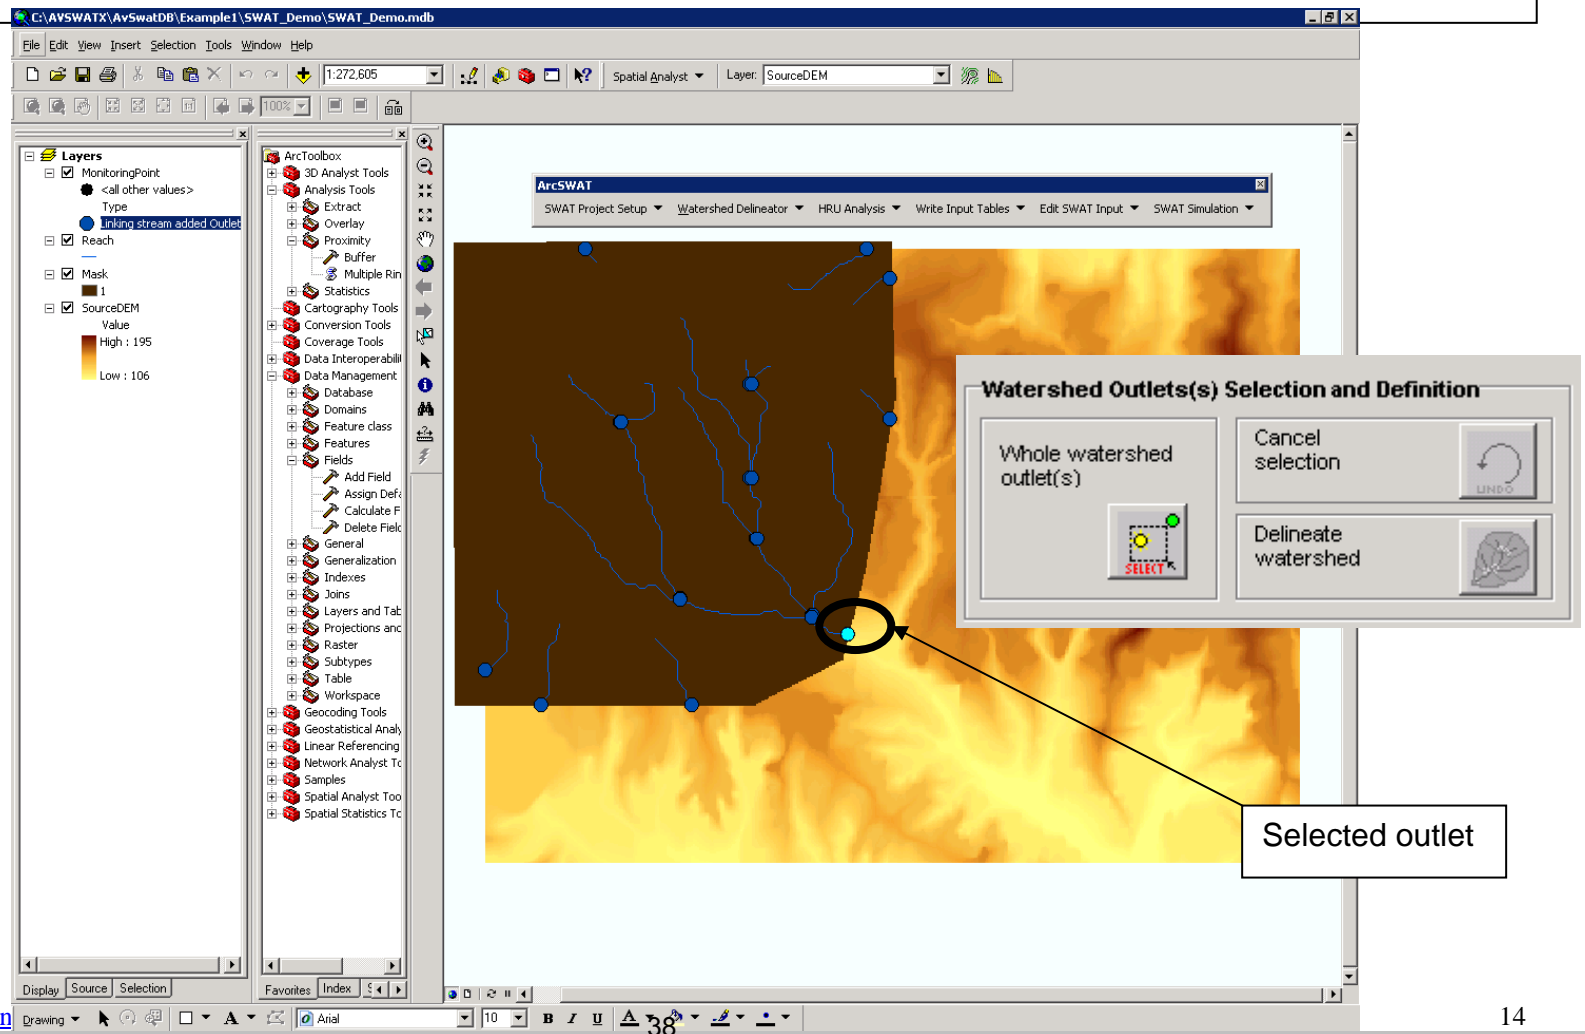 C:\AVSWATX\AvSwatDB\Example1\SWAT_Demo\SWAT_Demo.mdb
File Edit View Insert Selection Tools Window Help
1:272,605
Spatial Analyst
Layer: SourceDEM
100%
Layers
MonitoringPoint
<all other values>
Type
Linking stream added Outlet
Reach
Mask
1
SourceDEM
Value
High : 195
Low : 106
Display Source Selection
ArcToolbox
3D Analyst Tools
Analysis Tools
Extract
Overlay
Proximity
Buffer
Multiple Rin
Statistics
Cartography Tools
Conversion Tools
Coverage Tools
Data Interoperabili
Data Management
Database
Domains
Feature class
Features
Fields
Add Field
Assign Defa
Calculate F
Delete Field
General
Generalization
Indexes
Joins
Layers and Tab
Projections and
Raster
Subtypes
Table
Workspace
Geocoding Tools
Geostatistical Analy
Linear Referencing
Network Analyst To
Samples
Spatial Analyst Too
Spatial Statistics To
Favorites Index S
ArcSWAT
SWAT Project Setup Watershed Delineator HRU Analysis Write Input Tables Edit SWAT Input SWAT Simulation
Watershed Outlets(s) Selection and Definition
Whole watershed
outlet(s)
SELECT
Cancel
selection
UNDO
Delineate
watershed
Selected outlet
n
Drawing A Arial 10 B I U A
38
14